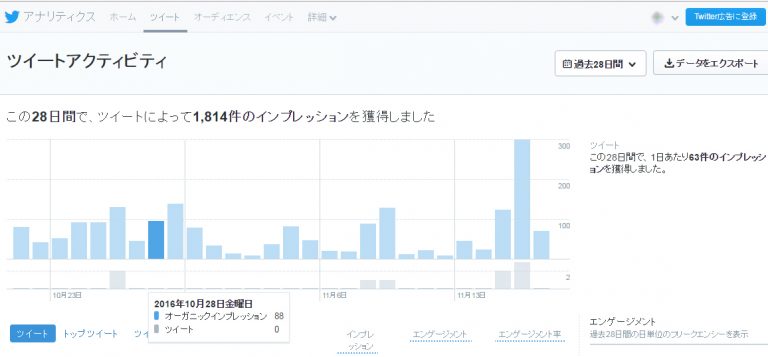 アナリティクス ホーム ツイート オーディエンス イベント 詳細 Twitter広告に登録
ツイートアクティビティ 過去28日間 データをエクスポート
この28日間で、ツイートによって1,814件のインプレッションを獲得しました
300
100
2
ツイート
この28日間で、1日あたり63件のインプレッシ
ョンを獲得しました。
10月23日 11月6日 11月13日
2016年10月28日金曜日
オーガニックインプレッション 88
ツイート 0
ツイート トップツイート ツイ インプレ
ッション エンゲージメント エンゲージメント率
エンゲージメント
過去28日間の日単位のフリークエンシーを表示